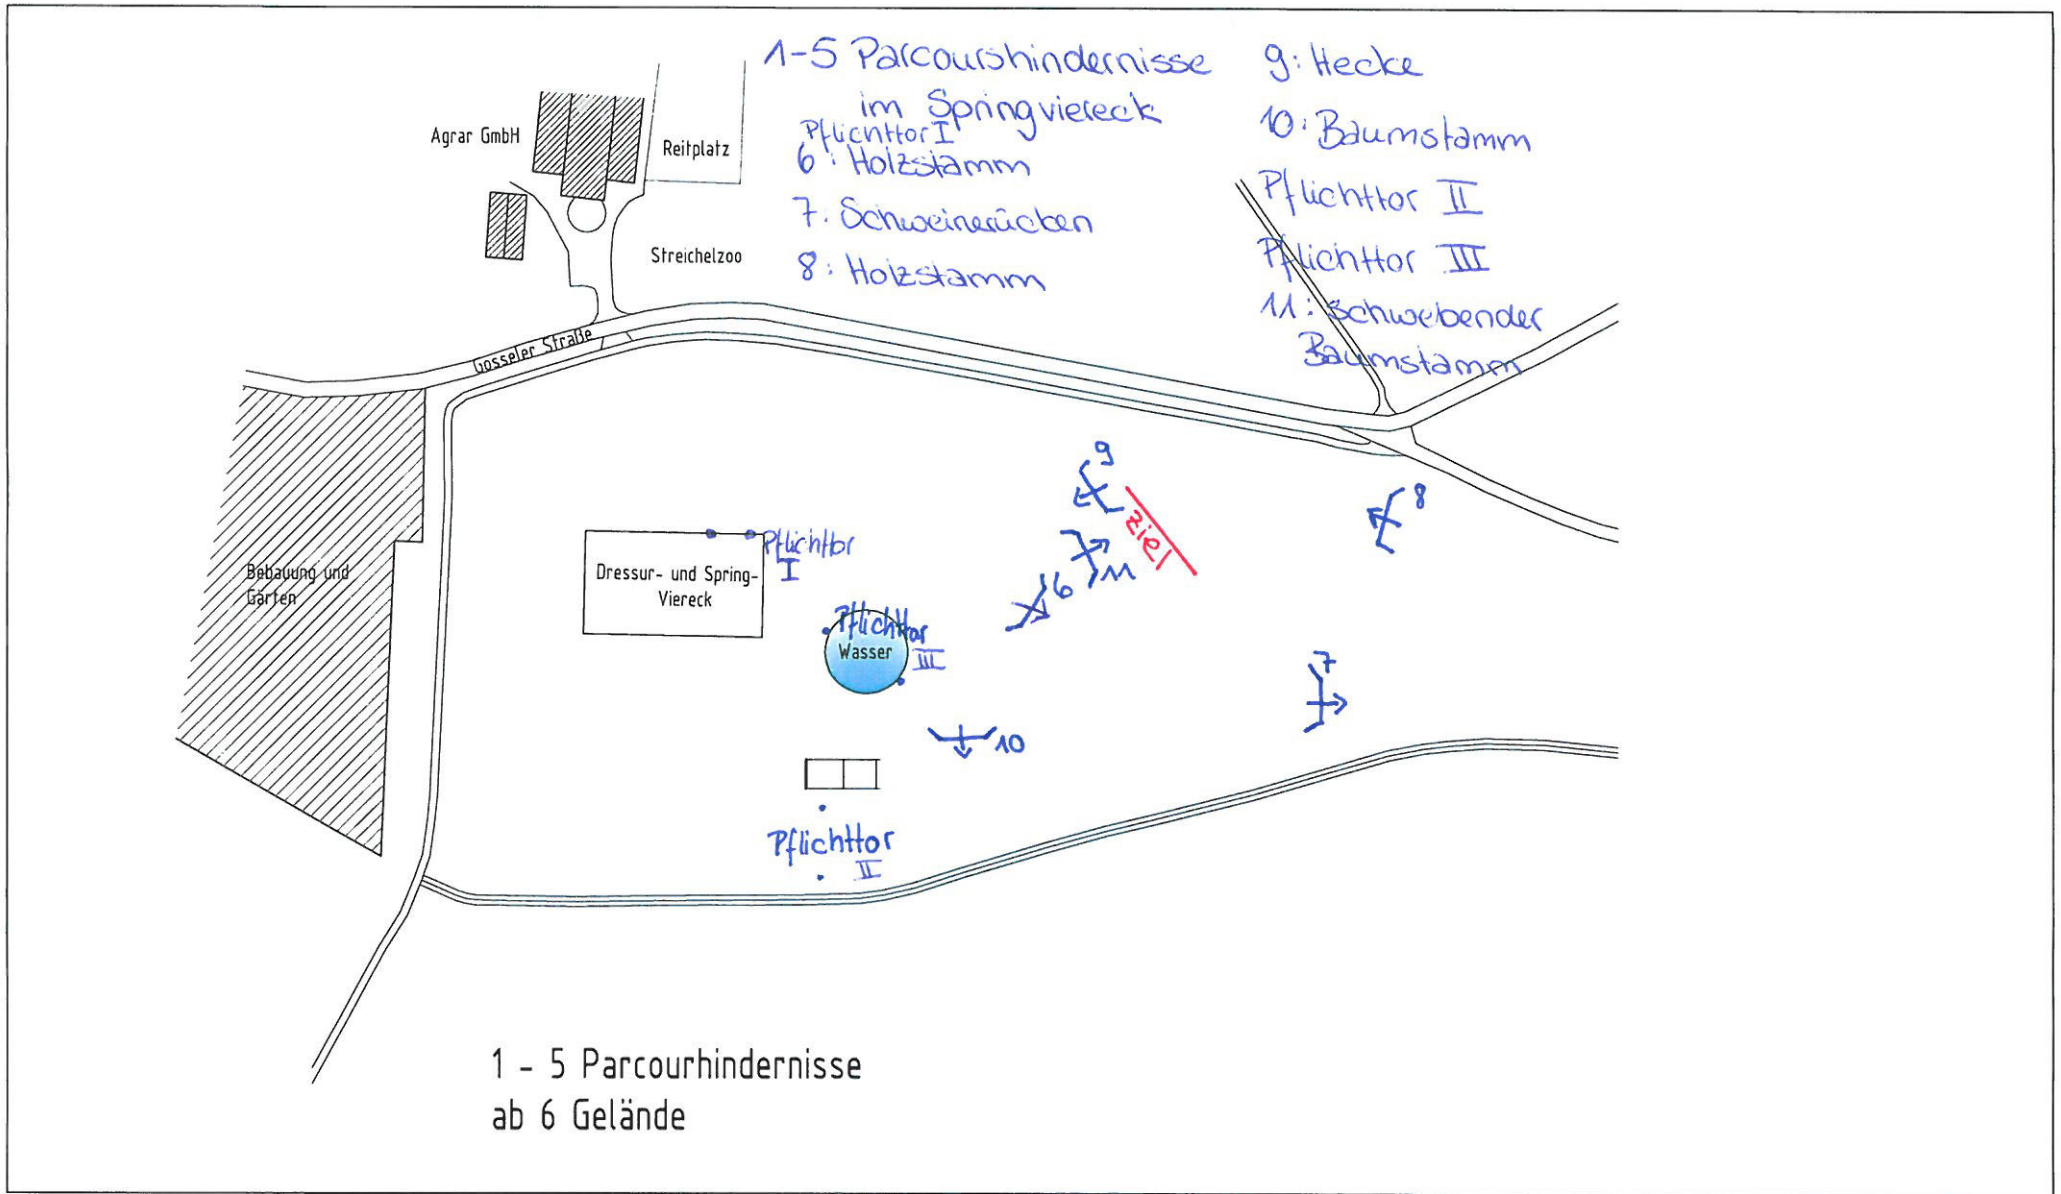 1-5 Parcourshindernisse
im Springviereck
Pflichttor I
6: Holzstamm
7: Schweinerücken
8: Holzstamm
9: Hecke
10: Baumstamm
Pflichttor II
Pflichttor III
11: Schwebender
Baumstamm
Agrar GmbH
Reitplatz
Streichelzoo
Gosseler Straße
Bebauung und
Gärten
Dressur- und Spring-
Viereck
Pflichttor
I
Pflichttor
III
Wasser
9
Ziel
11
6
8
7
10
Pflichttor
II
1 - 5 Parcourhindernisse
ab 6 Gelände